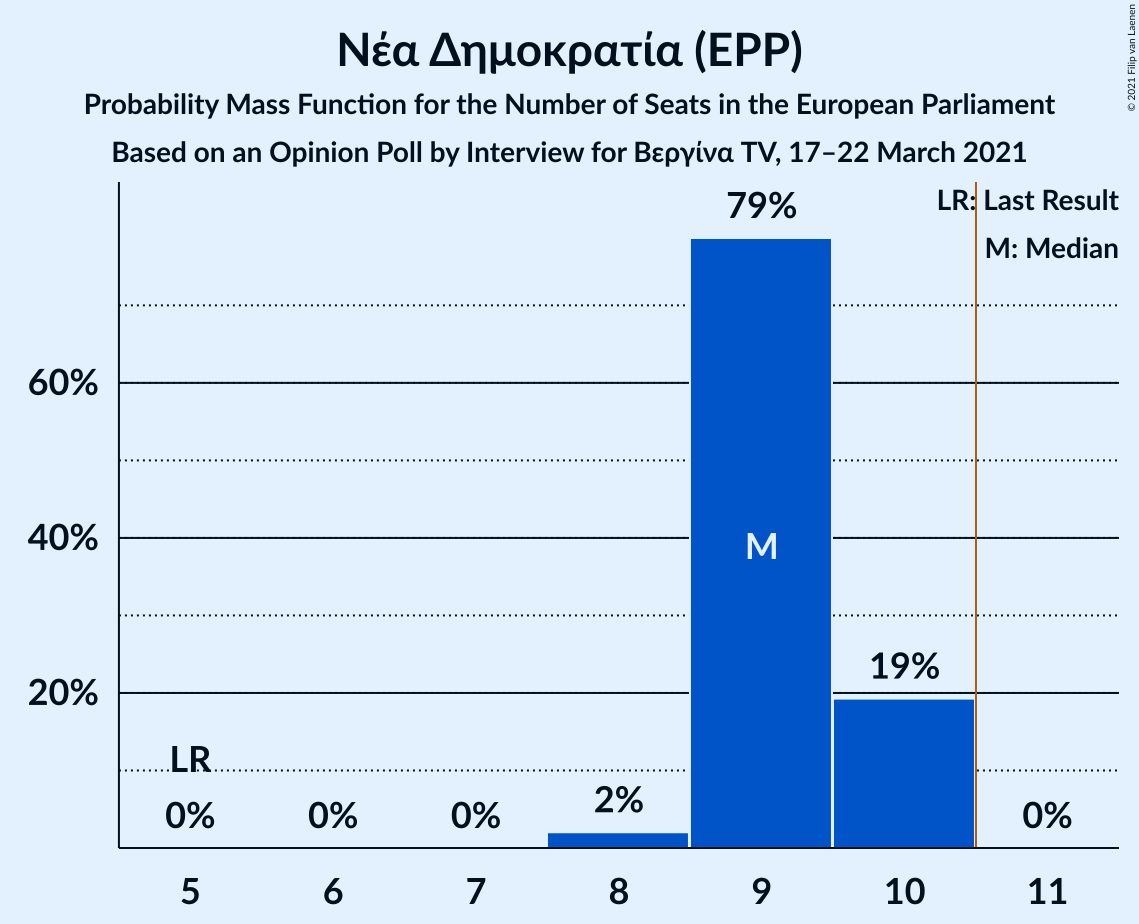 Νέα Δημοκρατία (EPP)
Probability Mass Function for the Number of Seats in the European Parliament
Based on an Opinion Poll by Interview for Βεργίνα TV, 17–22 March 2021
© 2021 Filip van Laenen
LR: Last Result
M: Median
79%
60%
40%
M
19%
20%
LR
0%
0%
0%
2%
0%
5
6
7
8
9
10
11